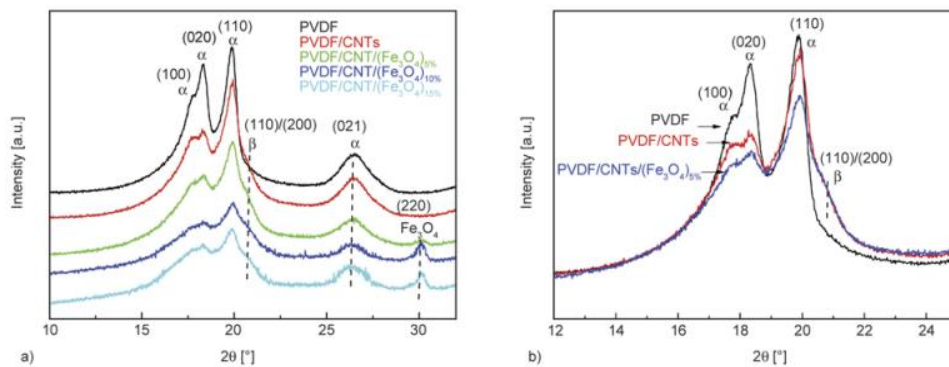 (110)
α
(020)
α
(100)
α
PVDF
PVDF/CNTs
PVDF/CNT/(Fe₃O₄)₅%
PVDF/CNT/(Fe₃O₄)₁₀%
PVDF/CNT/(Fe₃O₄)₁₅%
(110)/(200)
β
(021)
α
(220)
Fe₃O₄
Intensity [a.u.]
10 15 20 25 30
2θ [°]
a)
(110)
α
(020)
α
(100)
α
PVDF
PVDF/CNTs
PVDF/CNTs/(Fe₃O₄)₅%
(110)/(200)
β
Intensity [a.u.]
12 14 16 18 20 22 24
2θ [°]
b)